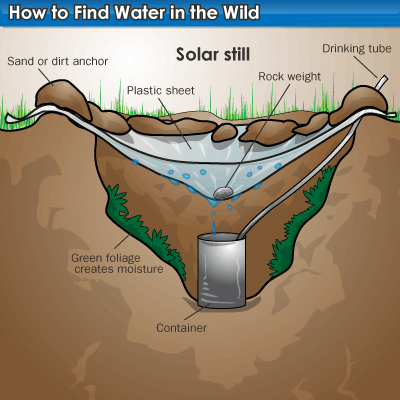 How to Find Water in the Wild
Solar still
Drinking tube
Sand or dirt anchor
Rock weight
Plastic sheet
Green foliage
creates moisture
Container